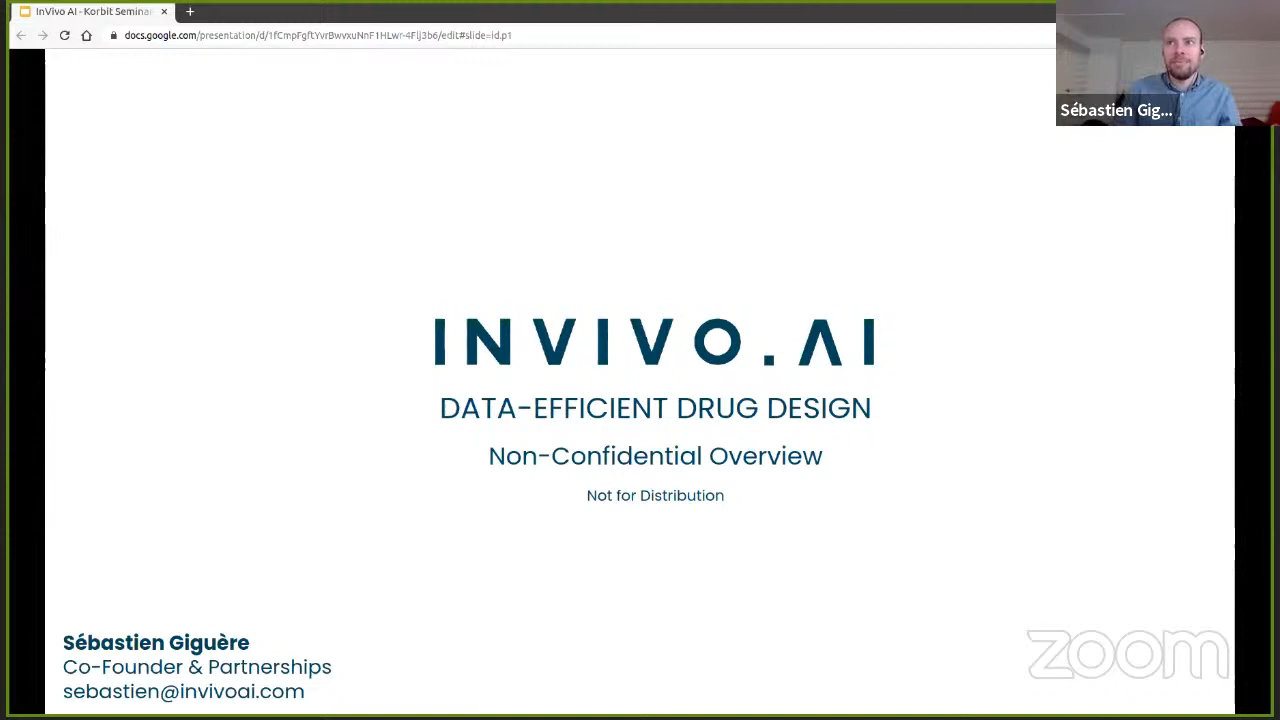 InVivo AI - Korbit Semina
docs.google.com/presentation/d/1fCmpFgftYvrBwvxuNnF1HLwr-4Flj3b6/edit#slide=id.p1
Sébastien Gig...
INVIVO.AI
DATA-EFFICIENT DRUG DESIGN
Non-Confidential Overview
Not for Distribution
Sébastien Giguère
Co-Founder & Partnerships
sebastien@invivoai.com
zoom